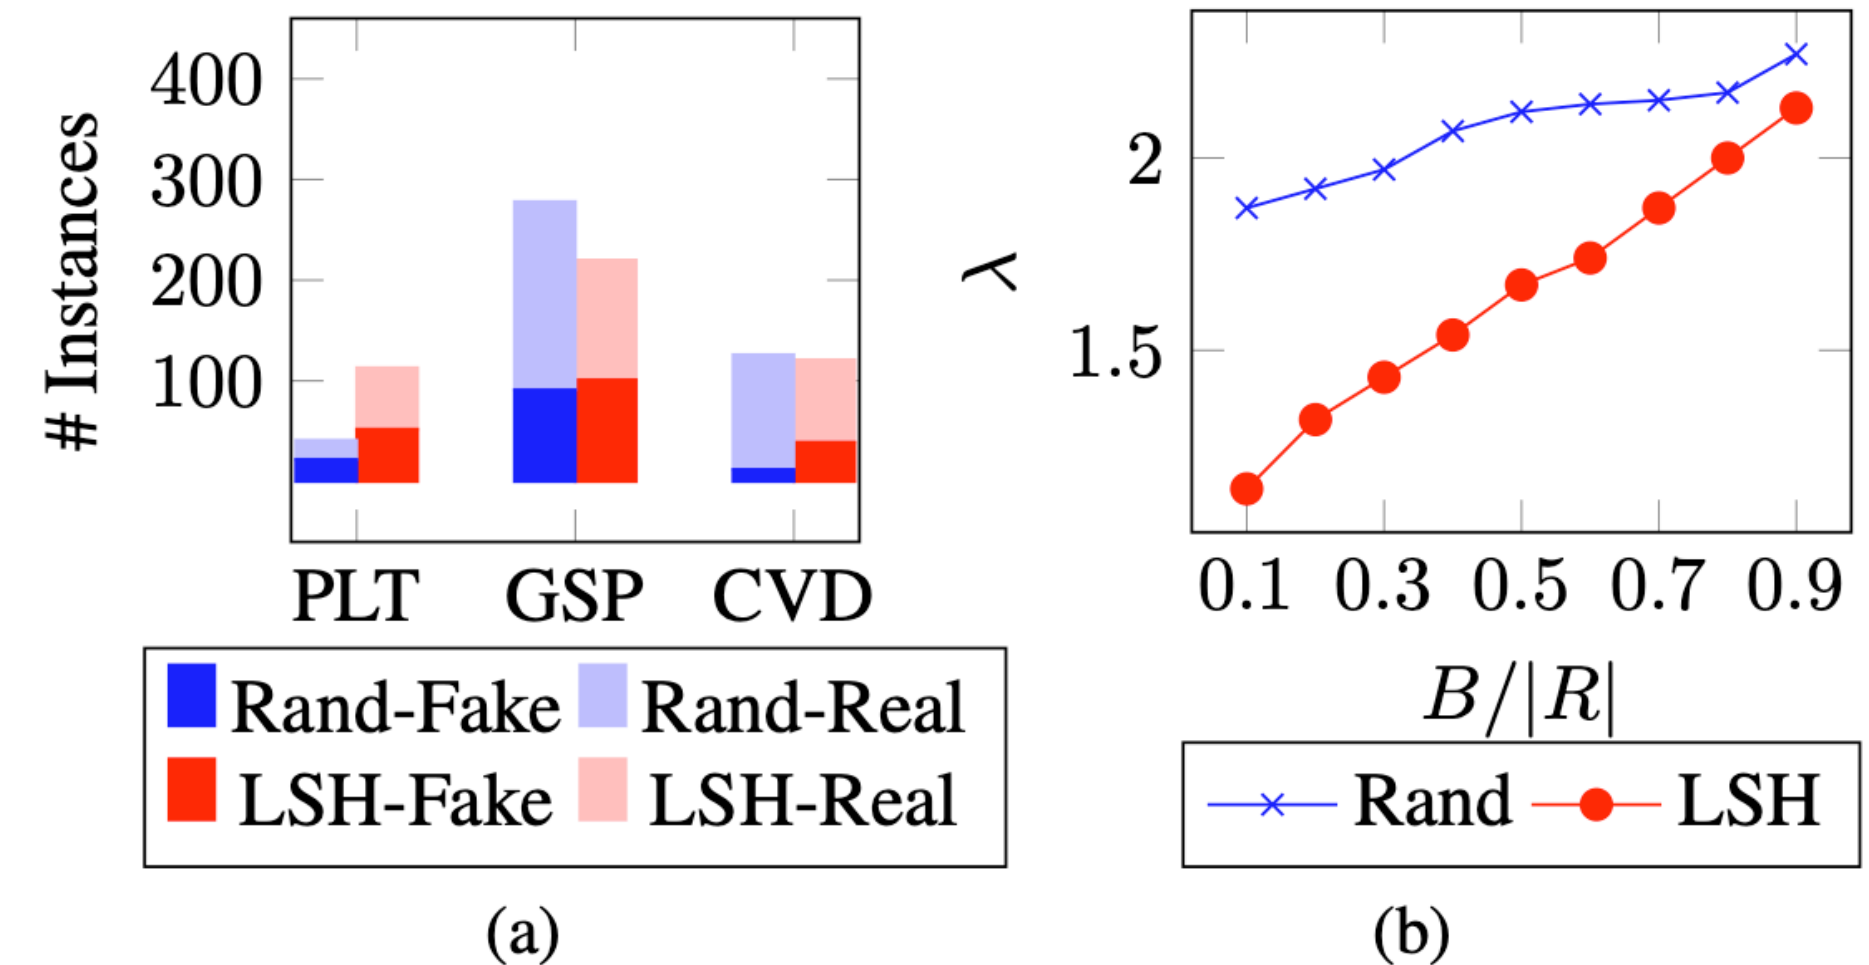 # Instances
400
300
200
100
PLT GSP CVD
Rand-Fake Rand-Real
LSH-Fake LSH-Real
(a)
λ
2
1.5
0.1 0.3 0.5 0.7 0.9
B/|R|
Rand LSH
(b)